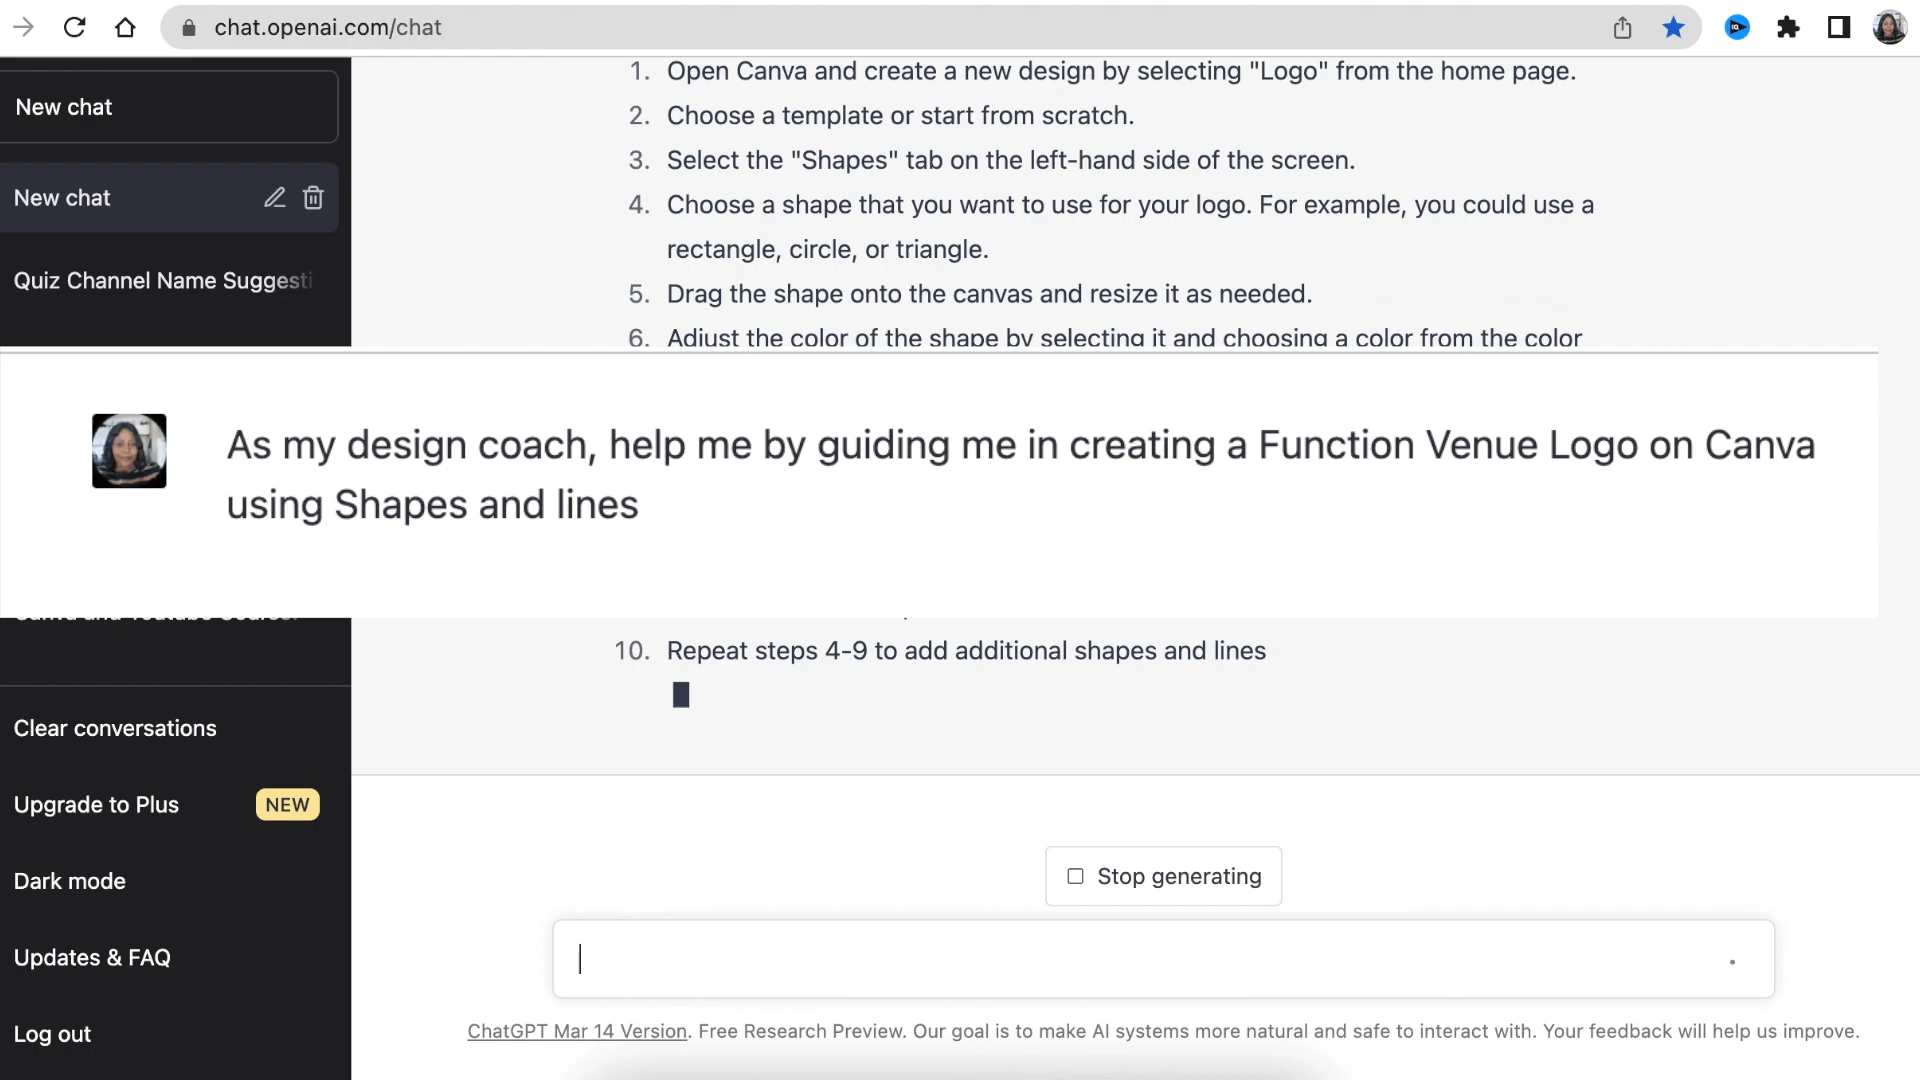 chat.openai.com/chat
New chat
New chat
Quiz Channel Name Suggesti
1. Open Canva and create a new design by selecting "Logo" from the home page.
2. Choose a template or start from scratch.
3. Select the "Shapes" tab on the left-hand side of the screen.
4. Choose a shape that you want to use for your logo. For example, you could use a
rectangle, circle, or triangle.
5. Drag the shape onto the canvas and resize it as needed.
6. Adjust the color of the shape by selecting it and choosing a color from the color
As my design coach, help me by guiding me in creating a Function Venue Logo on Canva
using Shapes and lines
10. Repeat steps 4-9 to add additional shapes and lines
Clear conversations
Upgrade to Plus NEW
Dark mode
Updates & FAQ
Log out
Stop generating
ChatGPT Mar 14 Version. Free Research Preview. Our goal is to make AI systems more natural and safe to interact with. Your feedback will help us improve.